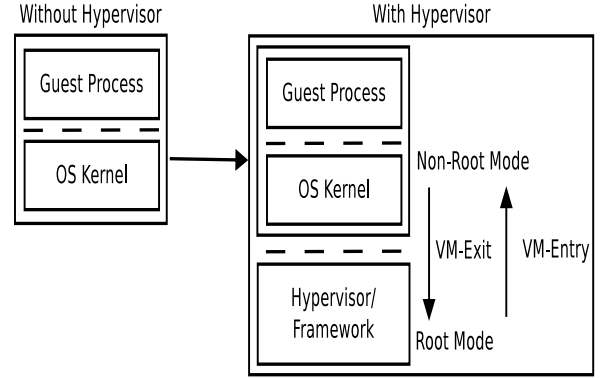 Without Hypervisor
With Hypervisor
Guest Process
OS Kernel
Guest Process
OS Kernel
Non-Root Mode
VM-Exit
VM-Entry
Hypervisor/
Framework
Root Mode